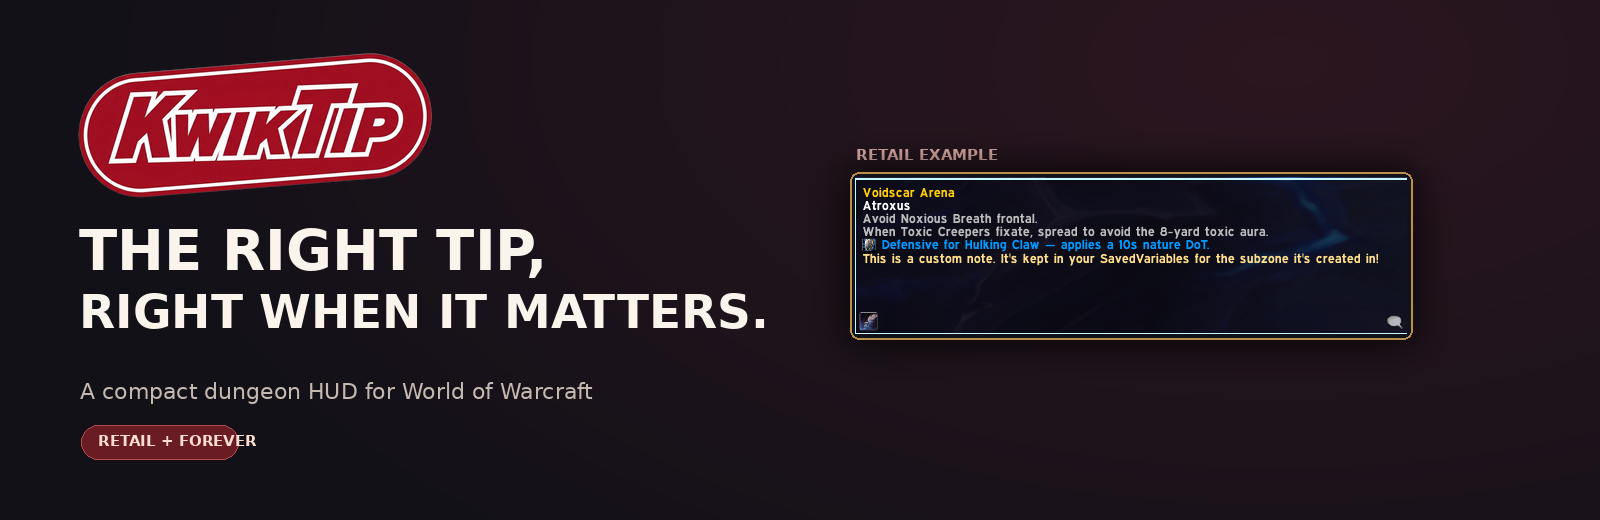 KWIKTIP
THE RIGHT TIP,
RIGHT WHEN IT MATTERS.
A compact dungeon HUD for World of Warcraft
RETAIL + FOREVER
RETAIL EXAMPLE
Voidscar Arena
Atroxus
Avoid Noxious Breath frontal.
When Toxic Creepers fixate, spread to avoid the 8-yard toxic aura.
Defensive for Hulking Claw — applies a 10s nature DoT.
This is a custom note. It's kept in your SavedVariables for the subzone it's created in!